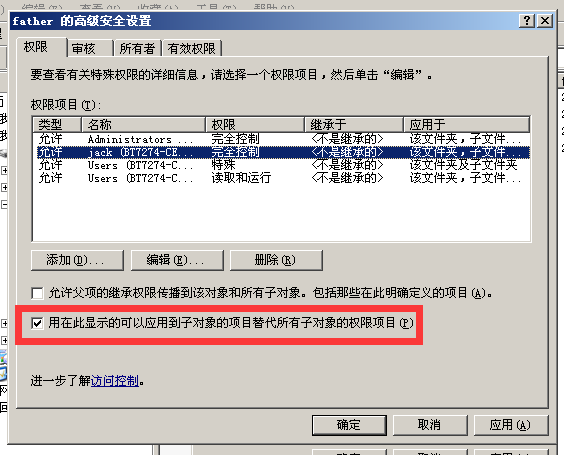 father 的高级安全设置
权限 审核 所有者 有效权限
要查看有关特殊权限的详细信息，请选择一个权限项目，然后单击“编辑”。
权限项目(T):
类型 名称 权限 继承于 应用于
允许 Administrators ... 完全控制 <不是继承的> 该文件夹，子文件...
允许 jack (BT7274-CE... 完全控制 <不是继承的> 该文件夹，子文件...
允许 Users (BT7274-C... 特殊 <不是继承的> 该文件夹及子文件夹
允许 Users (BT7274-C... 读取和运行 <不是继承的> 该文件夹，子文件...
添加(D)... 编辑(E)... 删除(R)
允许父项的继承权限传播到该对象和所有子对象。包括那些在此明确定义的项目(A)。
用在此显示的可以应用到子对象的项目替代所有子对象的权限项目(P)
进一步了解访问控制。
确定 取消 应用(A)